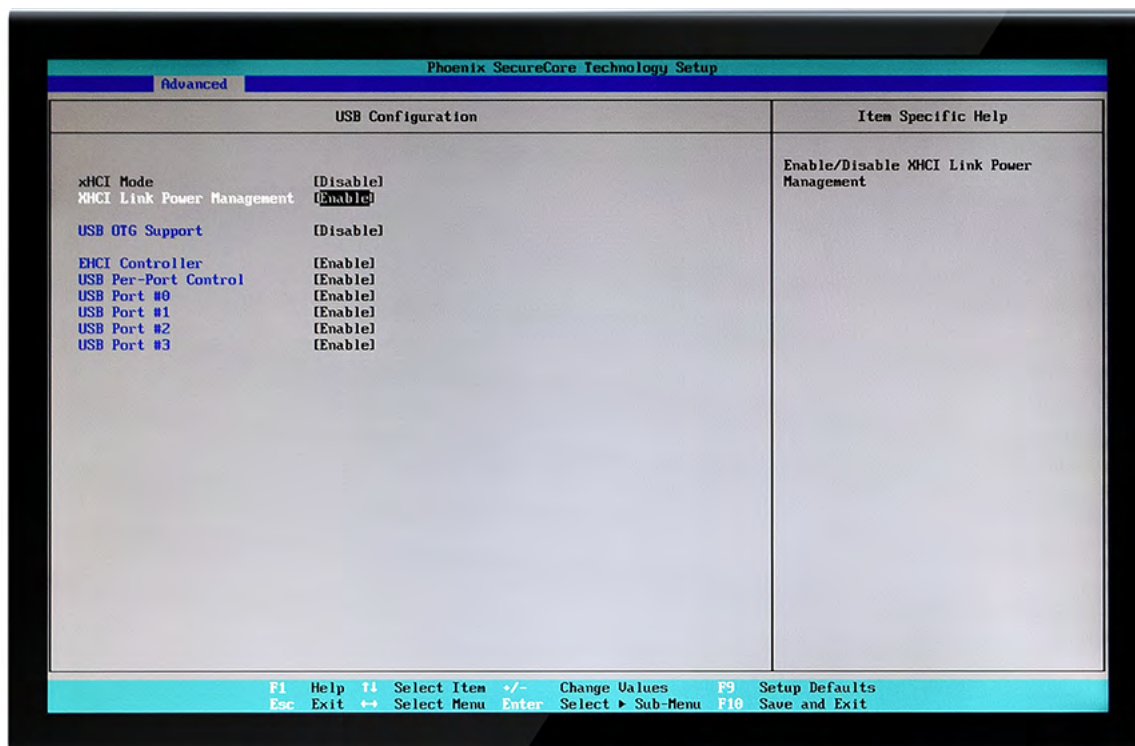 Phoenix SecureCore Technology Setup
Advanced
USB Configuration
Item Specific Help
xHCI Mode [Disable]
XHCI Link Power Management [Enable]
USB OTG Support [Disable]
EHCI Controller [Enable]
USB Per-Port Control [Enable]
USB Port #0 [Enable]
USB Port #1 [Enable]
USB Port #2 [Enable]
USB Port #3 [Enable]
Enable/Disable XHCI Link Power
Management
F1 Help ↑↓ Select Item +/- Change Values F9 Setup Defaults
Esc Exit ↔ Select Menu Enter Select ▶ Sub-Menu F10 Save and Exit